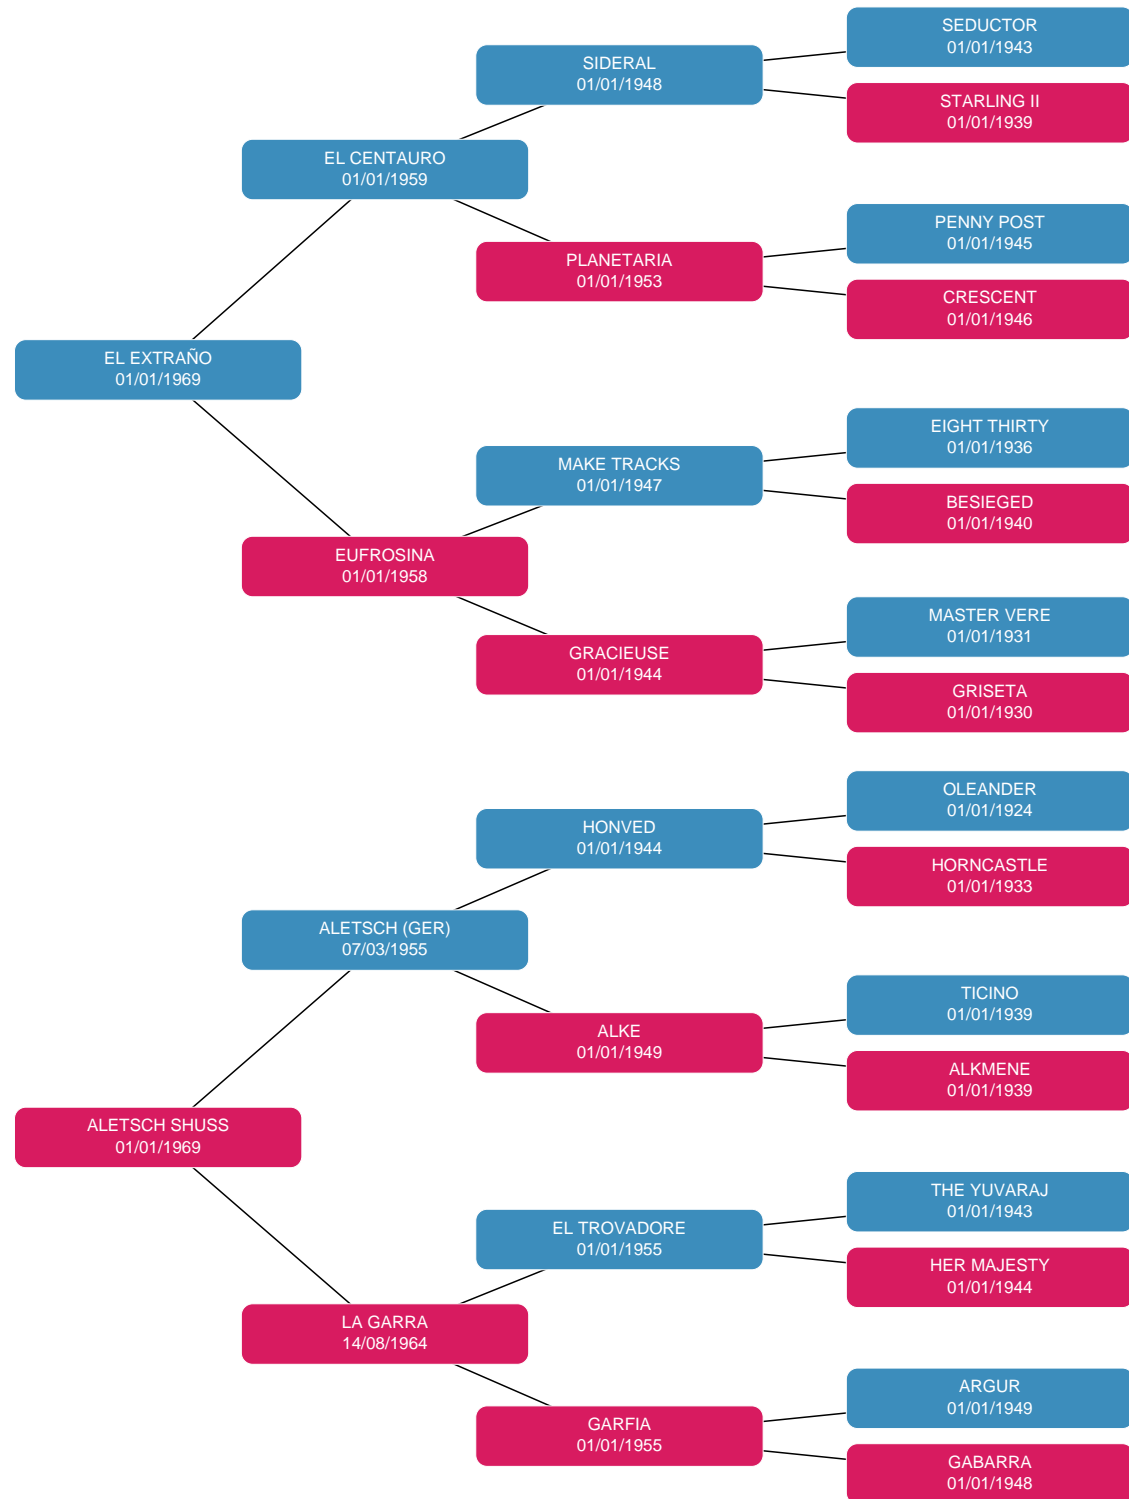 SEDUCTOR
01/01/1943
SIDERAL
01/01/1948
STARLING II
01/01/1939
EL CENTAURO
01/01/1959
PENNY POST
01/01/1945
PLANETARIA
01/01/1953
CRESCENT
01/01/1946
EL EXTRAÑO
01/01/1969
EIGHT THIRTY
01/01/1936
MAKE TRACKS
01/01/1947
BESIEGED
01/01/1940
EUFROSINA
01/01/1958
MASTER VERE
01/01/1931
GRACIEUSE
01/01/1944
GRISETA
01/01/1930
OLEANDER
01/01/1924
HONVED
01/01/1944
HORNCASTLE
01/01/1933
ALETSCH (GER)
07/03/1955
TICINO
01/01/1939
ALKE
01/01/1949
ALKMENE
01/01/1939
ALETSCH SHUSS
01/01/1969
THE YUVARAJ
01/01/1943
EL TROVADORE
01/01/1955
HER MAJESTY
01/01/1944
LA GARRA
14/08/1964
ARGUR
01/01/1949
GARFIA
01/01/1955
GABARRA
01/01/1948